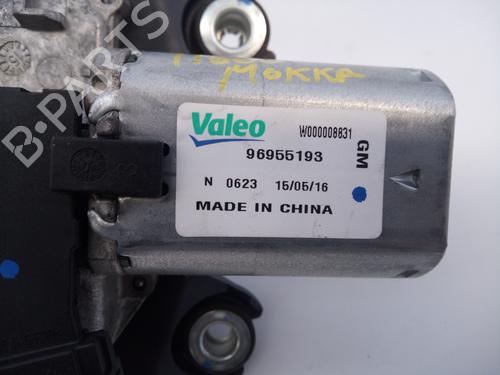 MOKKA
Valeo
W000008831
96955193
GM
N 0623 15/05/16
MADE IN CHINA
B-PARTS